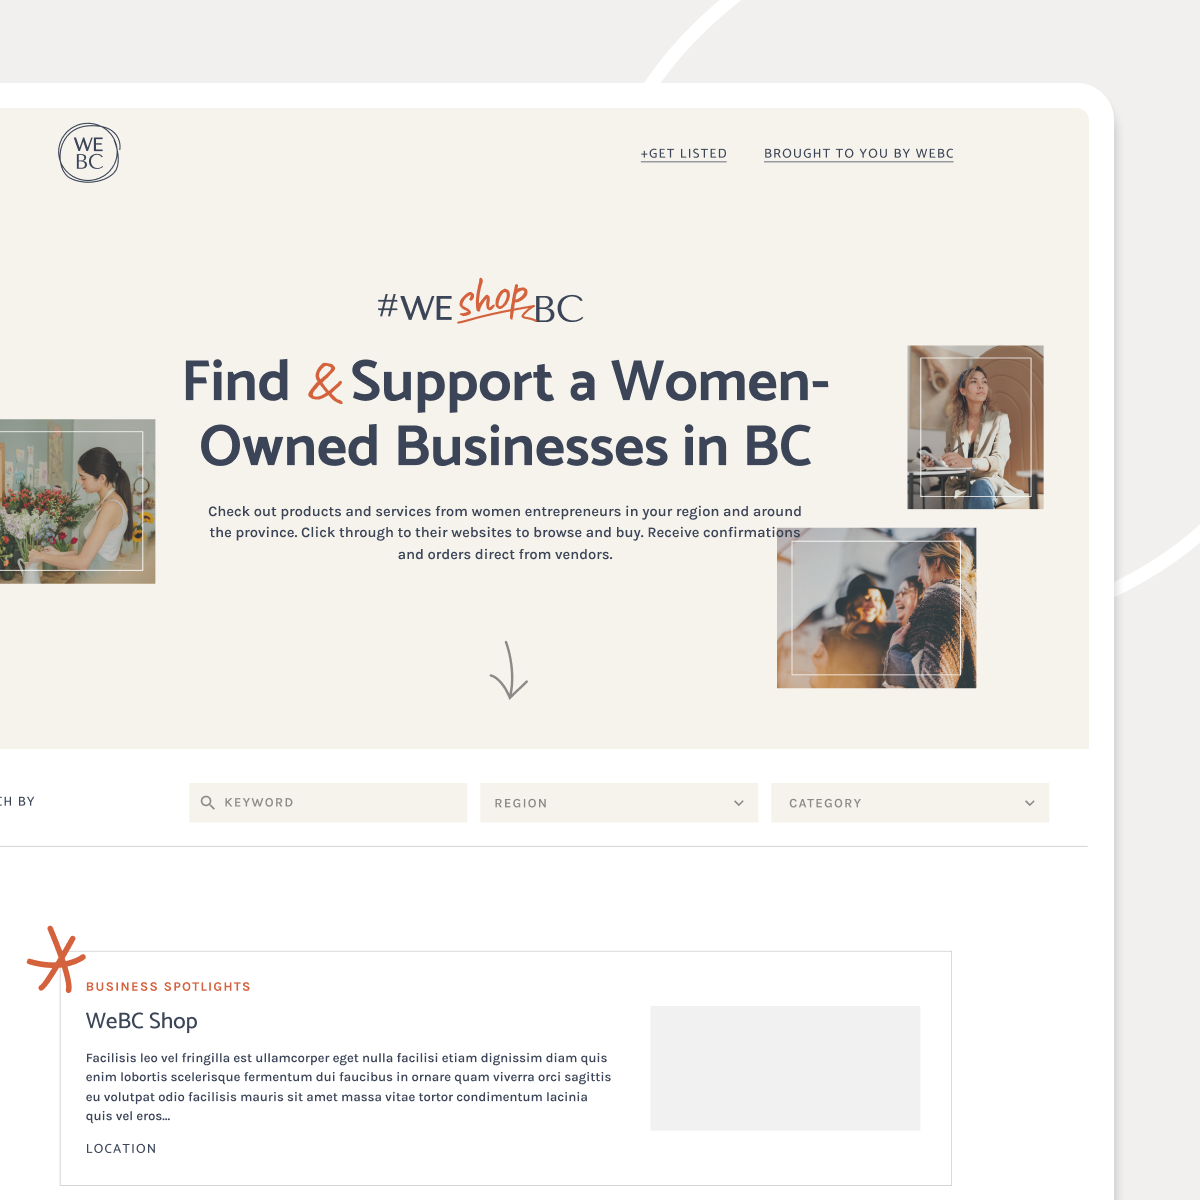 WE
BC
+GET LISTED
BROUGHT TO YOU BY WEBC
#WE shop BC
Find & Support a Women-
Owned Businesses in BC
Check out products and services from women entrepreneurs in your region and around
the province. Click through to their websites to browse and buy. Receive confirmations
and orders direct from vendors.
CH BY
KEYWORD
REGION
CATEGORY
BUSINESS SPOTLIGHTS
WeBC Shop
Facilisis leo vel fringilla est ullamcorper eget nulla facilisi etiam dignissim diam quis
enim lobortis scelerisque fermentum dui faucibus in ornare quam viverra orci sagittis
eu volutpat odio facilisis mauris sit amet massa vitae tortor condimentum lacinia
quis vel eros...
LOCATION